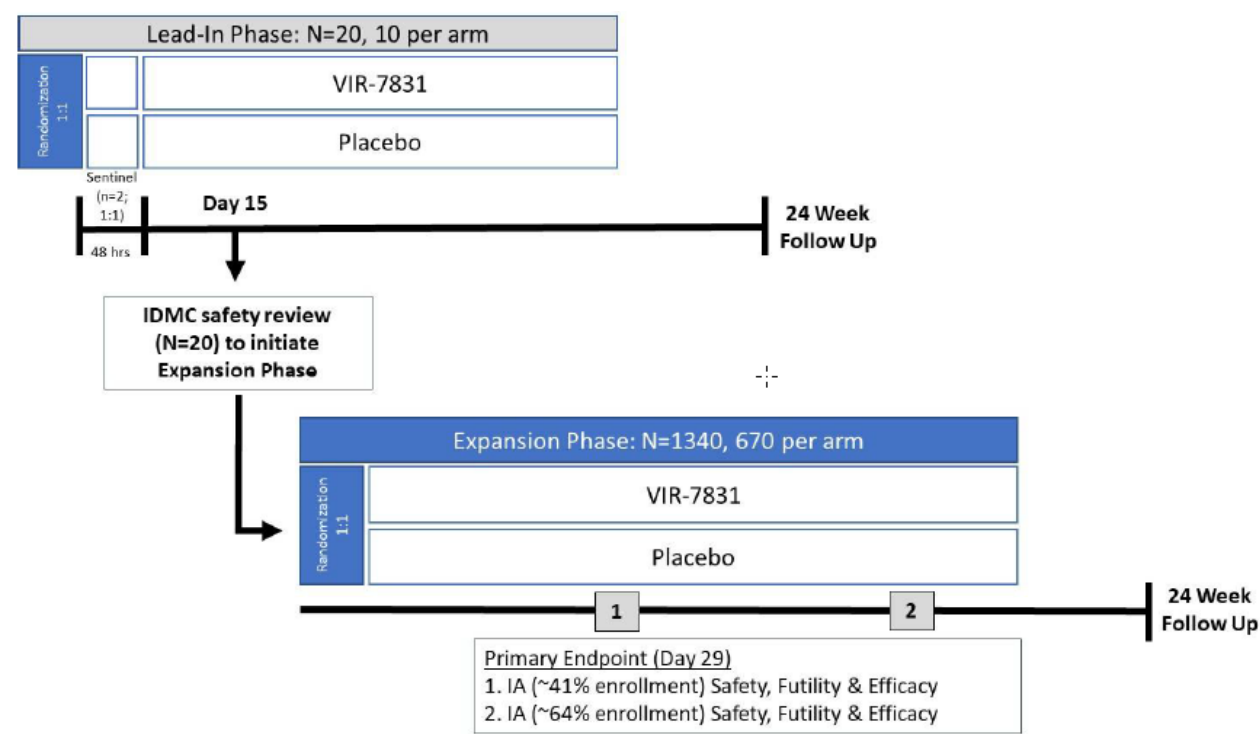 Lead-In Phase: N=20, 10 per arm
Randomization
1:1
VIR-7831
Placebo
Sentinel
(n=2;
1:1)
48 hrs
Day 15
24 Week
Follow Up
IDMC safety review
(N=20) to initiate
Expansion Phase
Expansion Phase: N=1340, 670 per arm
Randomization
1:1
VIR-7831
Placebo
1
2
24 Week
Follow Up
Primary Endpoint (Day 29)
1. IA (~41% enrollment) Safety, Futility & Efficacy
2. IA (~64% enrollment) Safety, Futility & Efficacy